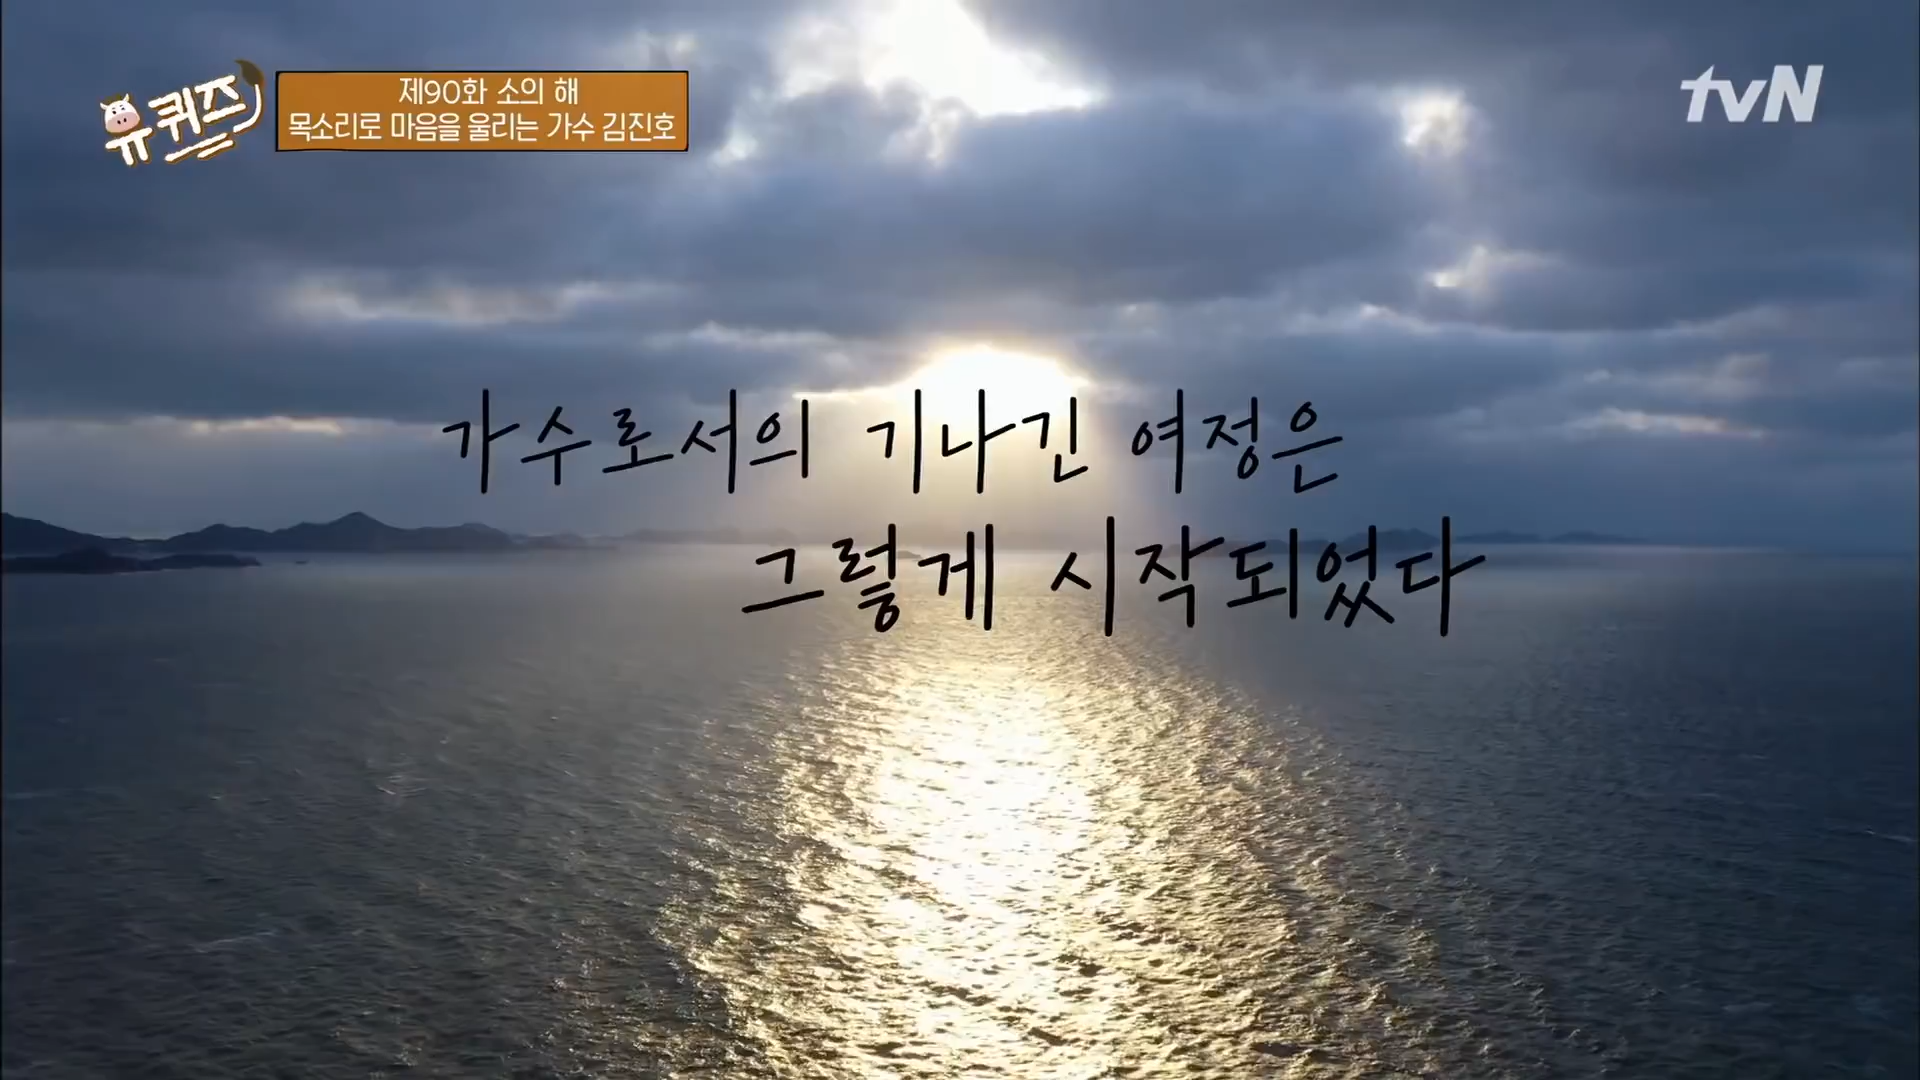 유퀴즈
제90화 소의 해
목소리로 마음을 울리는 가수 김진호
tvN
가수로서의 기나긴 여정은
그렇게 시작되었다